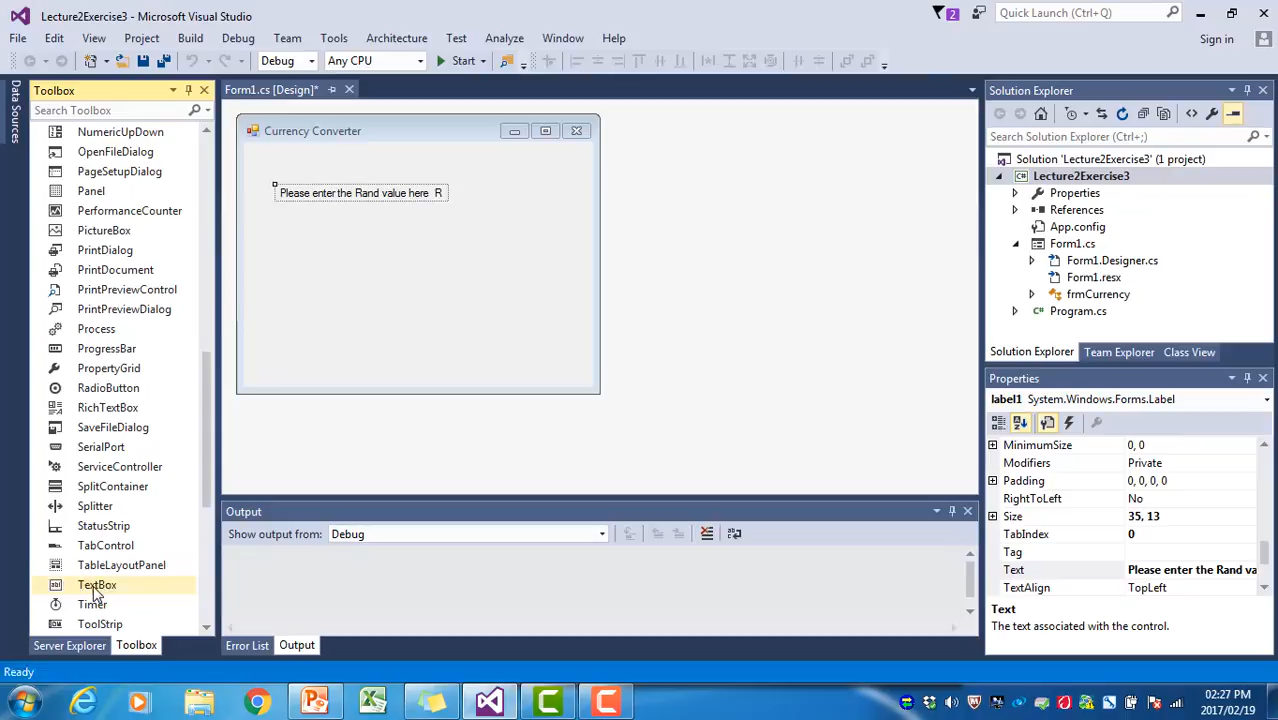 Lecture2Exercise3 - Microsoft Visual Studio
2
Quick Launch (Ctrl+Q)
File Edit View Project Build Debug Team Tools Architecture Test Analyze Window Help
Sign in
Debug Any CPU Start
Data Sources
Toolbox
Search Toolbox
NumericUpDown
OpenFileDialog
PageSetupDialog
Panel
PerformanceCounter
PictureBox
PrintDialog
PrintDocument
PrintPreviewControl
PrintPreviewDialog
Process
ProgressBar
PropertyGrid
RadioButton
RichTextBox
SaveFileDialog
SerialPort
ServiceController
SplitContainer
Splitter
StatusStrip
TabControl
TableLayoutPanel
TextBox
Timer
ToolStrip
Server Explorer Toolbox
Form1.cs [Design]*
Currency Converter
Please enter the Rand value here R
Output
Show output from: Debug
Error List Output
Solution Explorer
Search Solution Explorer (Ctrl+;)
Solution 'Lecture2Exercise3' (1 project)
Lecture2Exercise3
Properties
References
App.config
Form1.cs
Form1.Designer.cs
Form1.resx
frmCurrency
Program.cs
Solution Explorer Team Explorer Class View
Properties
label1 System.Windows.Forms.Label
MinimumSize 0, 0
Modifiers Private
Padding 0, 0, 0, 0
RightToLeft No
Size 35, 13
TabIndex 0
Tag
Text Please enter the Rand va
TextAlign TopLeft
Text
The text associated with the control.
Ready
02:27 PM
2017/02/19